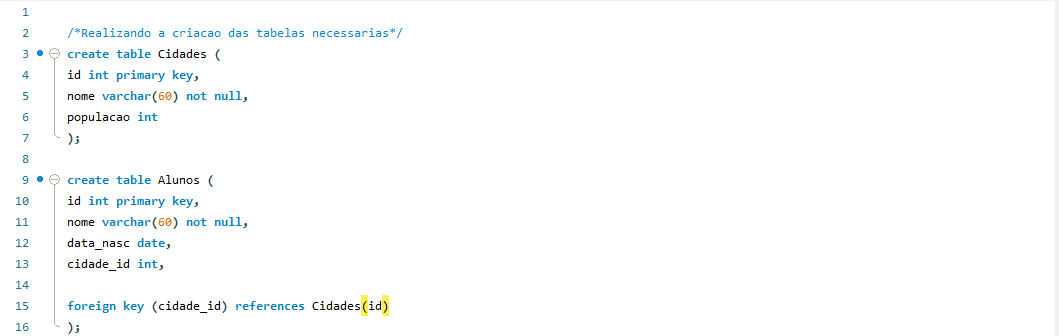 1
2 /*Realizando a criacao das tabelas necessarias*/
3 create table Cidades (
4 id int primary key,
5 nome varchar(60) not null,
6 populacao int
7 );
8
9 create table Alunos (
10 id int primary key,
11 nome varchar(60) not null,
12 data_nasc date,
13 cidade_id int,
14
15 foreign key (cidade_id) references Cidades(id)
16 );